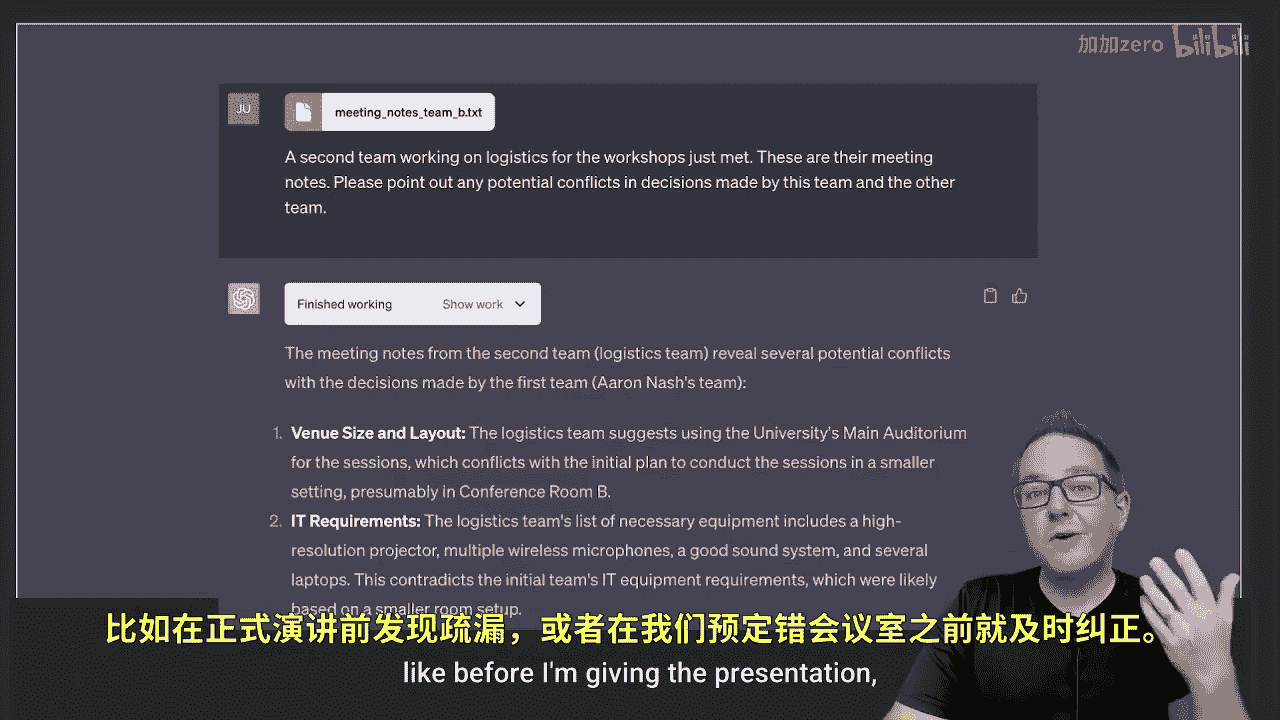 加加zero bilibili
JU
meeting_notes_team_b.txt
A second team working on logistics for the workshops just met. These are their meeting
notes. Please point out any potential conflicts in decisions made by this team and the other
team.
Finished working Show work
The meeting notes from the second team (logistics team) reveal several potential conflicts
with the decisions made by the first team (Aaron Nash's team):
1. Venue Size and Layout: The logistics team suggests using the University's Main Auditorium
for the sessions, which conflicts with the initial plan to conduct the sessions in a smaller
setting, presumably in Conference Room B.
2. IT Requirements: The logistics team's list of necessary equipment includes a high-
resolution projector, multiple wireless microphones, a good sound system, and several
laptops. This contradicts the initial team's IT equipment requirements, which were likely
based on a smaller room setup.
比如在正式演讲前发现疏漏，或者在我们预定错会议室之前就及时纠正。
like before I'm giving the presentation,